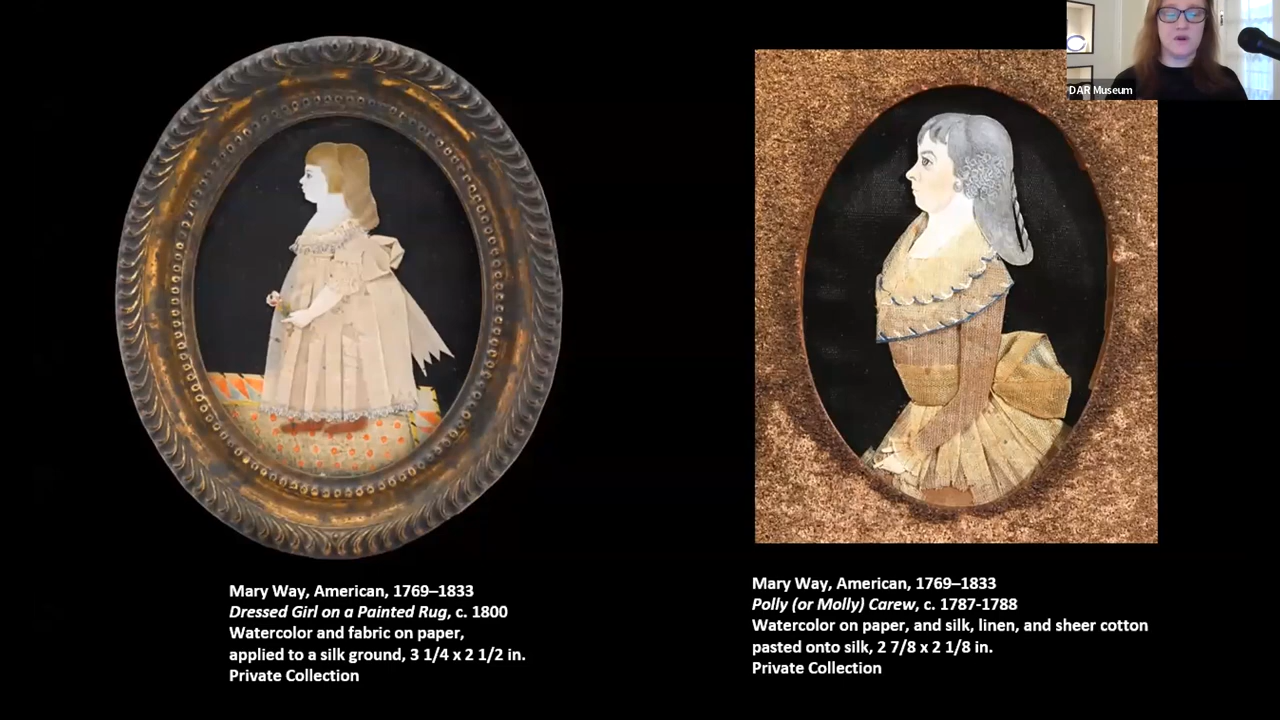 DAR Museum
Mary Way, American, 1769–1833
Dressed Girl on a Painted Rug, c. 1800
Watercolor and fabric on paper,
applied to a silk ground, 3 1/4 x 2 1/2 in.
Private Collection
Mary Way, American, 1769–1833
Polly (or Molly) Carew, c. 1787-1788
Watercolor on paper, and silk, linen, and sheer cotton
pasted onto silk, 2 7/8 x 2 1/8 in.
Private Collection